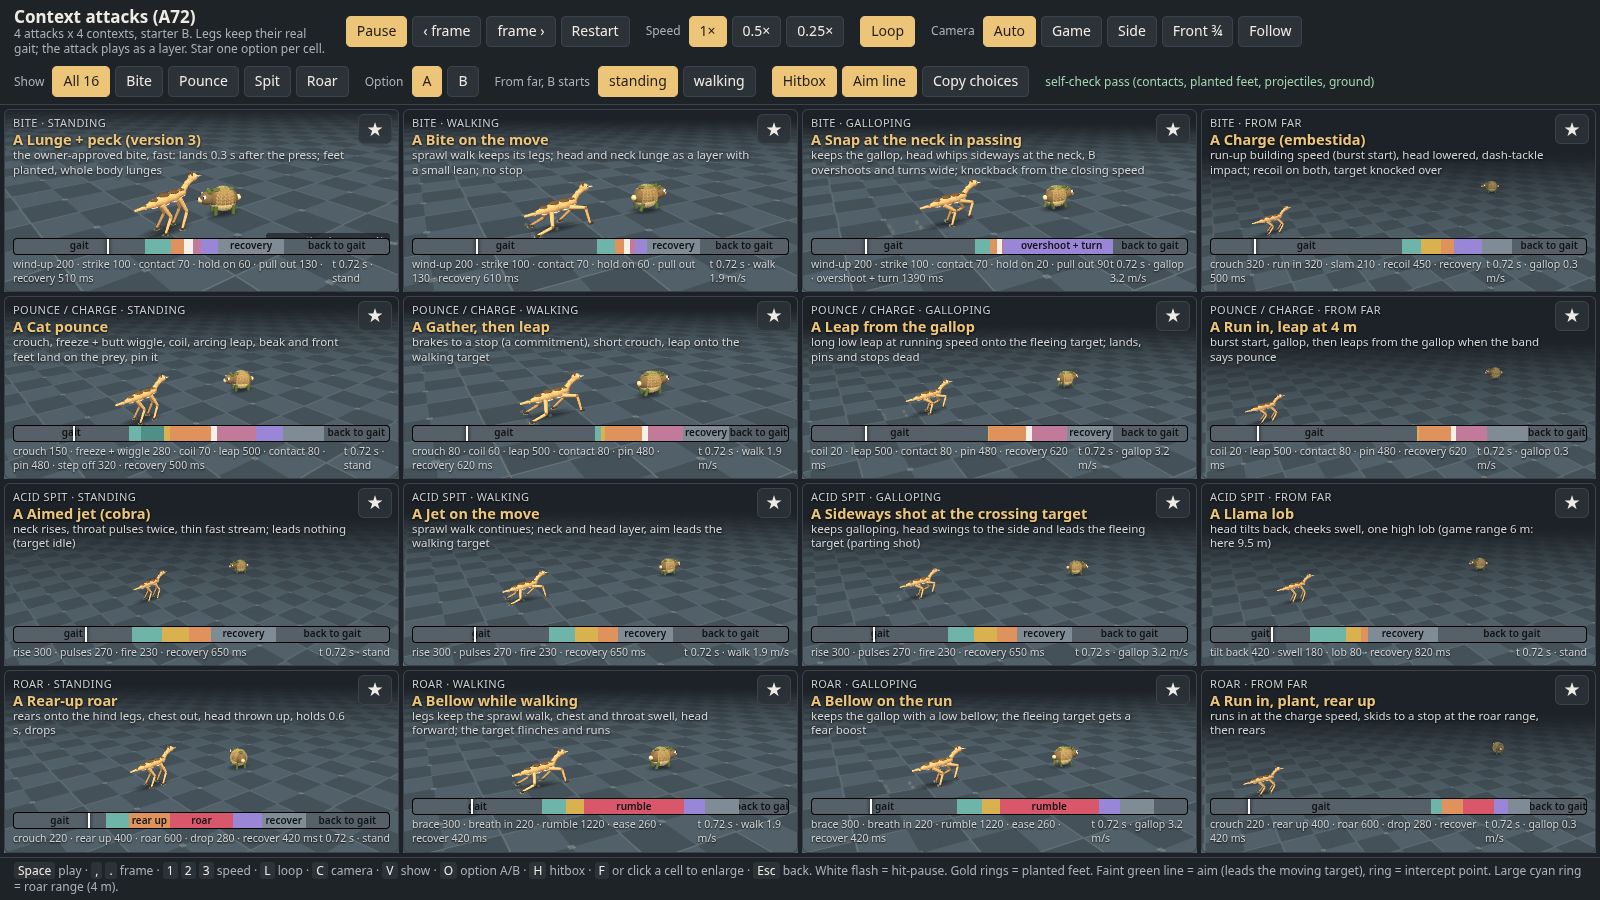 Context attacks (A72)
4 attacks x 4 contexts, starter B. Legs keep their real
gait; the attack plays as a layer. Star one option per cell.
Pause ‹ frame frame › Restart Speed 1× 0.5× 0.25× Loop Camera Auto Game Side Front ¾ Follow
Show All 16 Bite Pounce Spit Roar Option A B From far, B starts standing walking Hitbox Aim line Copy choices self-check pass (contacts, planted feet, projectiles, ground)
BITE · STANDING
A Lunge + peck (version 3)
the owner-approved bite, fast: lands 0.3 s after the press; feet
planted, whole body lunges
gait recovery back to gait
wind-up 200 · strike 100 · contact 70 · hold on 60 · pull out 130 ·
recovery 510 ms
t 0.72 s ·
stand
BITE · WALKING
A Bite on the move
sprawl walk keeps its legs; head and neck lunge as a layer with
a small lean; no stop
gait recovery back to gait
wind-up 200 · strike 100 · contact 70 · hold on 60 · pull out
130 · recovery 610 ms
t 0.72 s · walk
1.9 m/s
BITE · GALLOPING
A Snap at the neck in passing
keeps the gallop, head whips sideways at the neck, B
overshoots and turns wide; knockback from the closing speed
gait overshoot + turn back to gait
wind-up 200 · strike 100 · contact 70 · hold on 20 · pull out 90
· overshoot + turn 1390 ms
t 0.72 s · gallop
3.2 m/s
BITE · FROM FAR
A Charge (embestida)
run-up building speed (burst start), head lowered, dash-tackle
impact; recoil on both, target knocked over
gait back to gait
crouch 320 · run in 320 · slam 210 · recoil 450 · recovery
500 ms
t 0.72 s · gallop 0.3
m/s
POUNCE / CHARGE · STANDING
A Cat pounce
crouch, freeze + butt wiggle, coil, arcing leap, beak and front
feet land on the prey, pin it
gait back to gait
crouch 150 · freeze + wiggle 280 · coil 70 · leap 500 · contact 80 ·
pin 480 · step off 320 · recovery 500 ms
t 0.72 s ·
stand
POUNCE / CHARGE · WALKING
A Gather, then leap
brakes to a stop (a commitment), short crouch, leap onto the
walking target
gait recovery back to gait
crouch 80 · coil 60 · leap 500 · contact 80 · pin 480 ·
recovery 620 ms
t 0.72 s · walk 1.9
m/s
POUNCE / CHARGE · GALLOPING
A Leap from the gallop
long low leap at running speed onto the fleeing target; lands,
pins and stops dead
gait recovery back to gait
coil 20 · leap 500 · contact 80 · pin 480 · recovery 620
ms
t 0.72 s · gallop 3.2
m/s
POUNCE / CHARGE · FROM FAR
A Run in, leap at 4 m
burst start, gallop, then leaps from the gallop when the band
says pounce
gait back to gait
coil 20 · leap 500 · contact 80 · pin 480 · recovery 620
ms
t 0.72 s · gallop 0.3
m/s
ACID SPIT · STANDING
A Aimed jet (cobra)
neck rises, throat pulses twice, thin fast stream; leads nothing
(target idle)
gait recovery back to gait
rise 300 · pulses 270 · fire 230 · recovery 650 ms t 0.72 s · stand
ACID SPIT · WALKING
A Jet on the move
sprawl walk continues; neck and head layer, aim leads the
walking target
gait recovery back to gait
rise 300 · pulses 270 · fire 230 · recovery 650 ms t 0.72 s · walk 1.9 m/s
ACID SPIT · GALLOPING
A Sideways shot at the crossing target
keeps galloping, head swings to the side and leads the fleeing
target (parting shot)
gait recovery back to gait
rise 300 · pulses 270 · fire 230 · recovery 650 ms t 0.72 s · gallop 3.2 m/s
ACID SPIT · FROM FAR
A Llama lob
head tilts back, cheeks swell, one high lob (game range 6 m:
here 9.5 m)
gait recovery back to gait
tilt back 420 · swell 180 · lob 80 · recovery 820 ms t 0.72 s · stand
ROAR · STANDING
A Rear-up roar
rears onto the hind legs, chest out, head thrown up, holds 0.6
s, drops
gait rear up roar recover back to gait
crouch 220 · rear up 400 · roar 600 · drop 280 · recover 420 ms t 0.72 s · stand
ROAR · WALKING
A Bellow while walking
legs keep the sprawl walk, chest and throat swell, head
forward; the target flinches and runs
gait rumble back to gait
brace 300 · breath in 220 · rumble 1220 · ease 260 ·
recover 420 ms
t 0.72 s · walk 1.9
m/s
ROAR · GALLOPING
A Bellow on the run
keeps the gallop with a low bellow; the fleeing target gets a
fear boost
gait rumble back to gait
brace 300 · breath in 220 · rumble 1220 · ease 260 ·
recover 420 ms
t 0.72 s · gallop 3.2
m/s
ROAR · FROM FAR
A Run in, plant, rear up
runs in at the charge speed, skids to a stop at the roar range,
then rears
gait back to gait
crouch 220 · rear up 400 · roar 600 · drop 280 · recover
420 ms
t 0.72 s · gallop 0.3
m/s
Space play · , . frame · 1 2 3 speed · L loop · C camera · V show · O option A/B · H hitbox · F or click a cell to enlarge · Esc back. White flash = hit-pause. Gold rings = planted feet. Faint green line = aim (leads the moving target), ring = intercept point. Large cyan ring
= roar range (4 m).